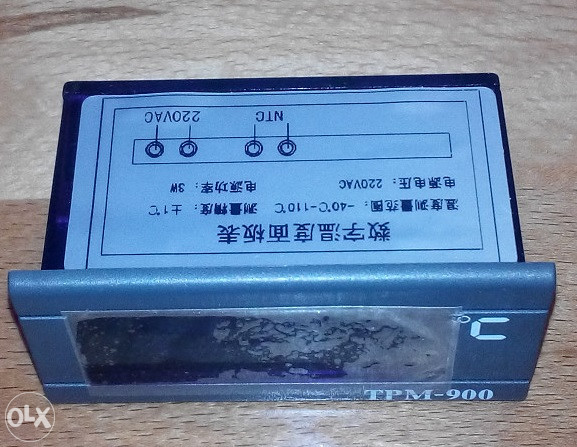 数字温度面板表
温度测量范围：-40℃-110℃ 测量精度：±1℃
电源电压：220VAC 电源功率：3W
NTC 220VAC
℃
TPM-900
OLX